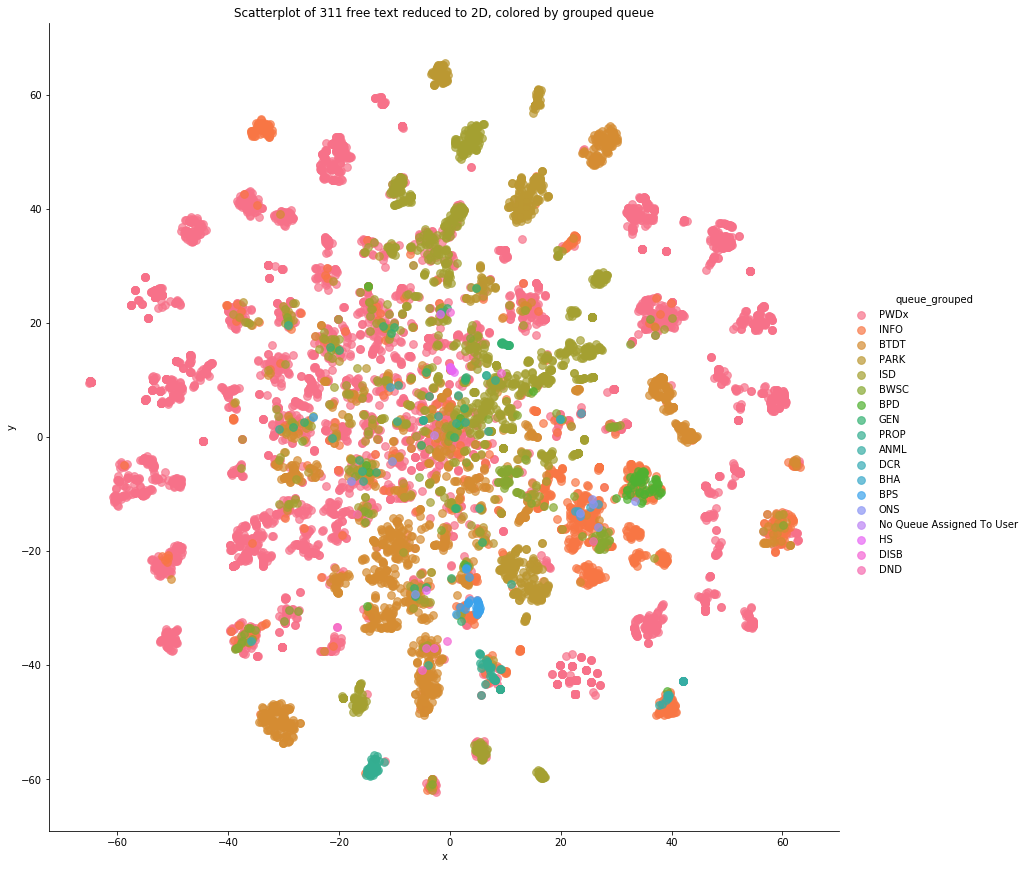 Scatterplot of 311 free text reduced to 2D, colored by grouped queue
60
40
20
0
−20
−40
−60
y
−60
−40
−20
0
20
40
60
x
queue_grouped
PWDx
INFO
BTDT
PARK
ISD
BWSC
BPD
GEN
PROP
ANML
DCR
BHA
BPS
ONS
No Queue Assigned To User
HS
DISB
DND